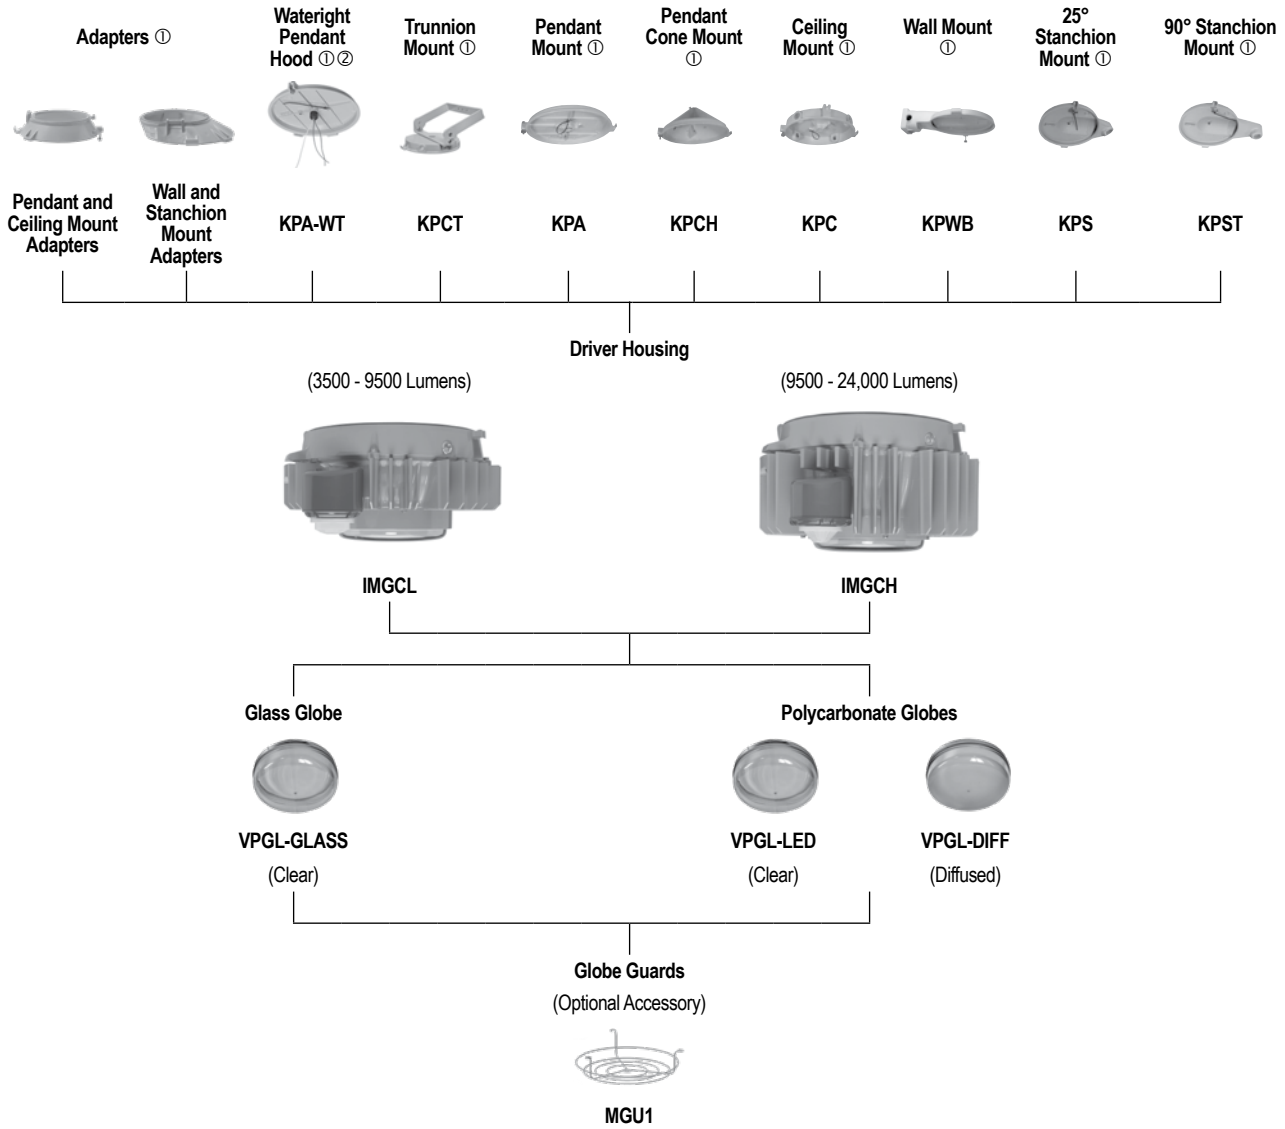 Adapters ①
Wateright
Pendant
Hood ①②
Trunnion
Mount ①
Pendant
Mount ①
Pendant
Cone Mount
①
Ceiling
Mount ①
Wall Mount
①
25°
Stanchion
Mount ①
90° Stanchion
Mount ①
Pendant and
Ceiling Mount
Adapters
Wall and
Stanchion
Mount
Adapters
KPA-WT
KPCT
KPA
KPCH
KPC
KPWB
KPS
KPST
Driver Housing
(3500 - 9500 Lumens)
(9500 - 24,000 Lumens)
IMGCL
IMGCH
Glass Globe
Polycarbonate Globes
VPGL-GLASS
(Clear)
VPGL-LED
(Clear)
VPGL-DIFF
(Diffused)
Globe Guards
(Optional Accessory)
MGU1